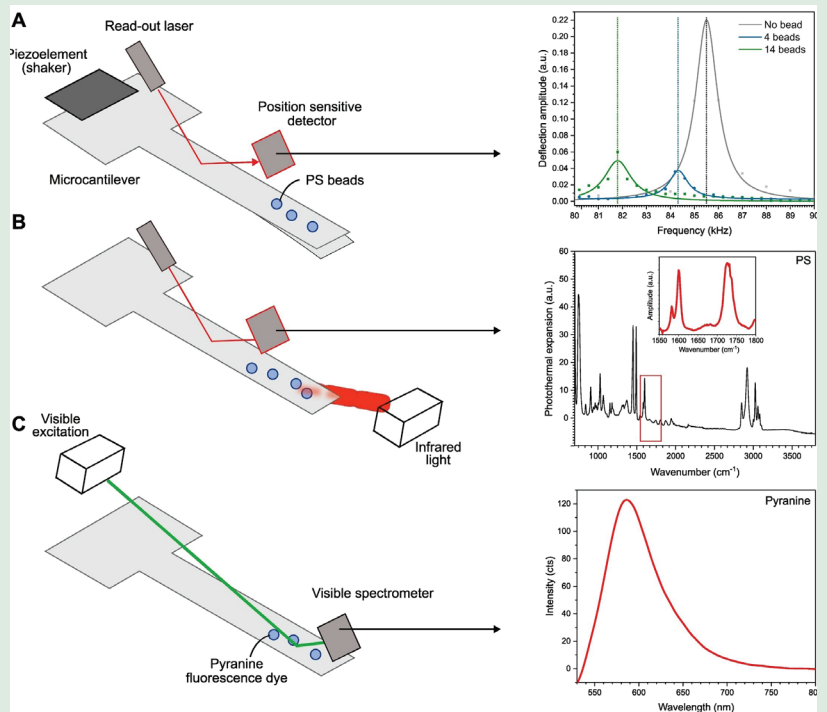 A
Read-out laser
Piezoelement
(shaker)
Position sensitive
detector
Microcantilever
PS beads
No bead
4 beads
14 beads
Deflection amplitude (a.u.)
0.22
0.20
0.18
0.16
0.14
0.12
0.10
0.08
0.06
0.04
0.02
0.00
80 81 82 83 84 85 86 87 88 89 90
Frequency (kHz)
B
Infrared
light
PS
Photothermal expansion (a.u.)
60
50
40
30
20
10
0
Amplitude (a.u.)
1550 1600 1650 1700 1750 1800
Wavenumber (cm⁻¹)
1000 1500 2000 2500 3000 3500
Wavenumber (cm⁻¹)
C
Visible
excitation
Visible spectrometer
Pyranine
fluorescence dye
Pyranine
Intensity (cts)
120
100
80
60
40
20
0
550 600 650 700 750 80
Wavelength (nm)